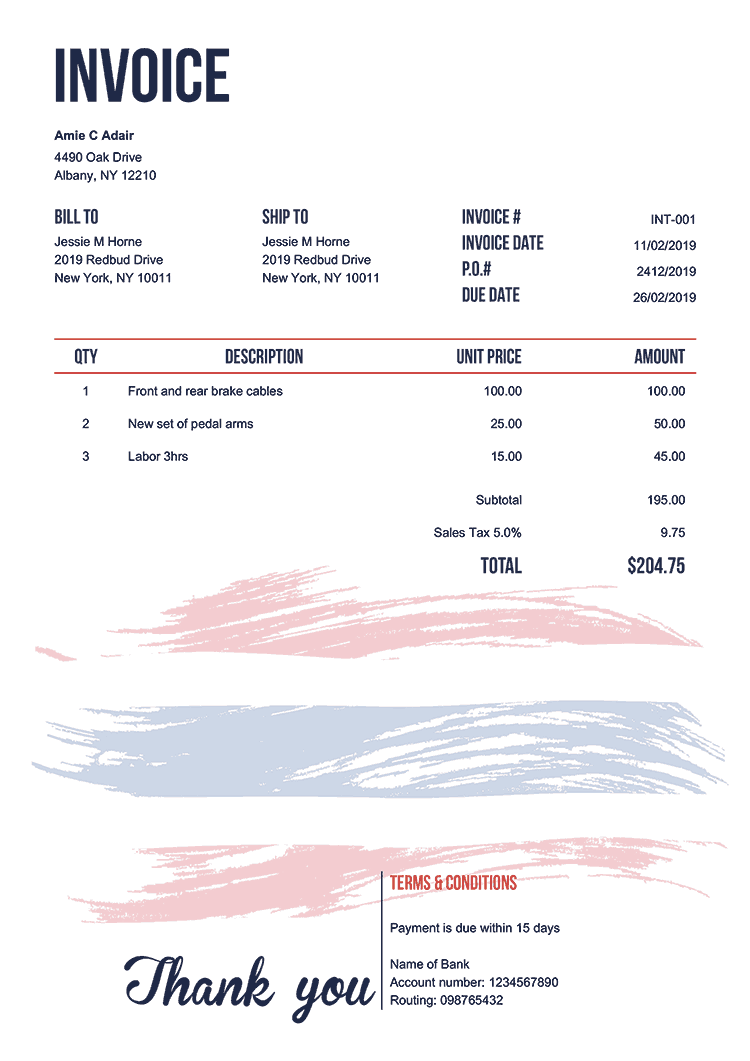 INVOICE
Amie C Adair
4490 Oak Drive
Albany, NY 12210
BILL TO
Jessie M Horne
2019 Redbud Drive
New York, NY 10011
SHIP TO
Jessie M Horne
2019 Redbud Drive
New York, NY 10011
INVOICE # INT-001
INVOICE DATE 11/02/2019
P.O.# 2412/2019
DUE DATE 26/02/2019
QTY DESCRIPTION UNIT PRICE AMOUNT
1 Front and rear brake cables 100.00 100.00
2 New set of pedal arms 25.00 50.00
3 Labor 3hrs 15.00 45.00
Subtotal 195.00
Sales Tax 5.0% 9.75
TOTAL $204.75
Thank you
TERMS & CONDITIONS
Payment is due within 15 days
Name of Bank
Account number: 1234567890
Routing: 098765432